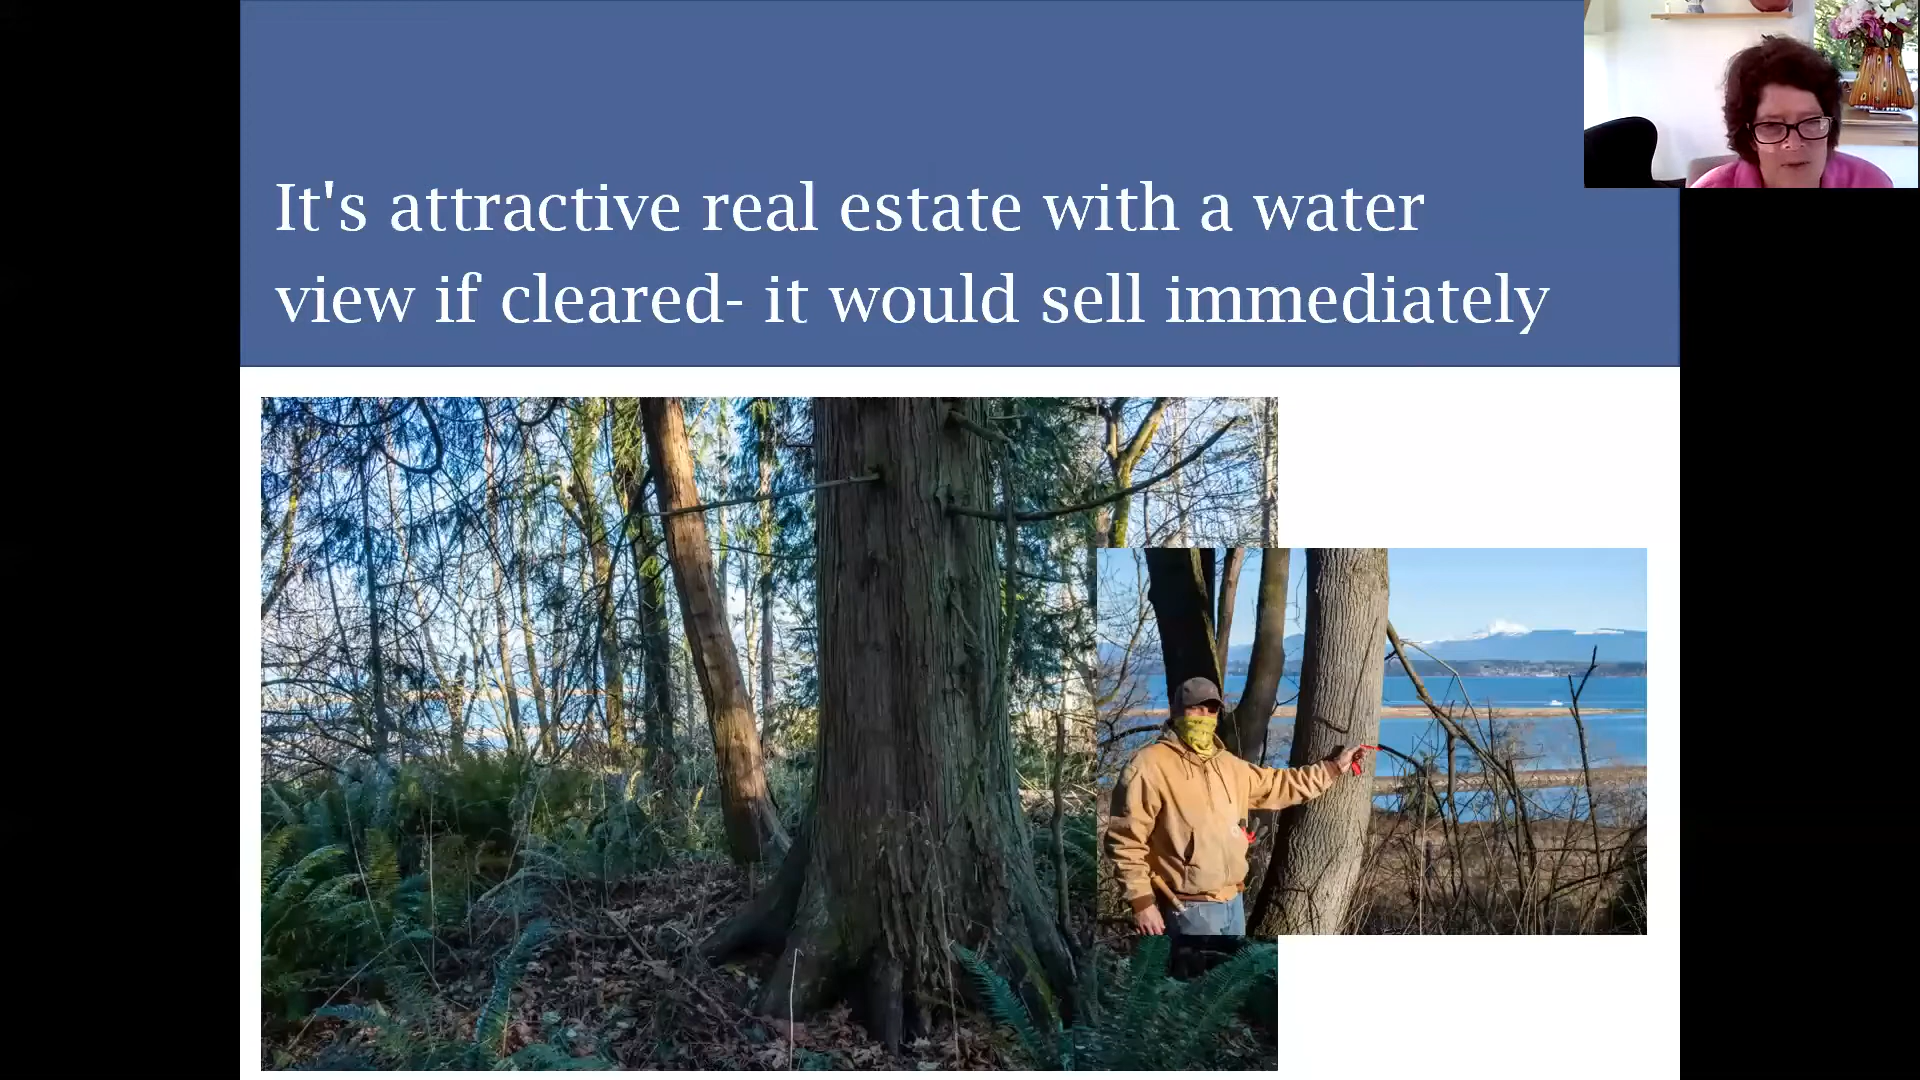 It's attractive real estate with a water
view if cleared- it would sell immediately